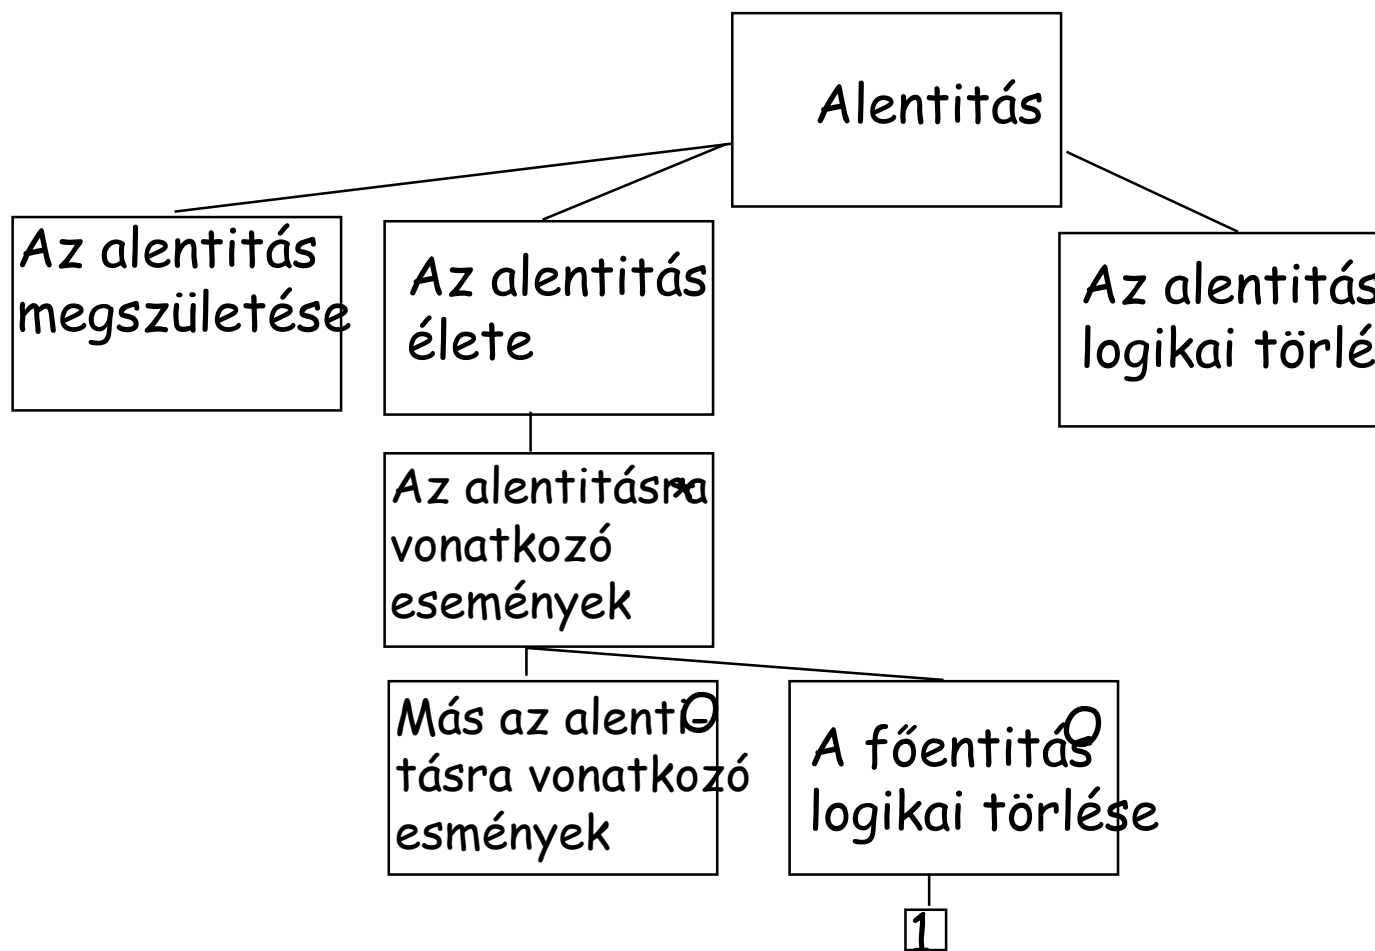 Alentitás
Az alentitás
megszületése
Az alentitás
élete
Az alentitás
logikai törlé
Az alentitásra
*
vonatkozó
események
Más az alenti-
O
tásra vonatkozó
esmények
A főentitás
O
logikai törlése
1